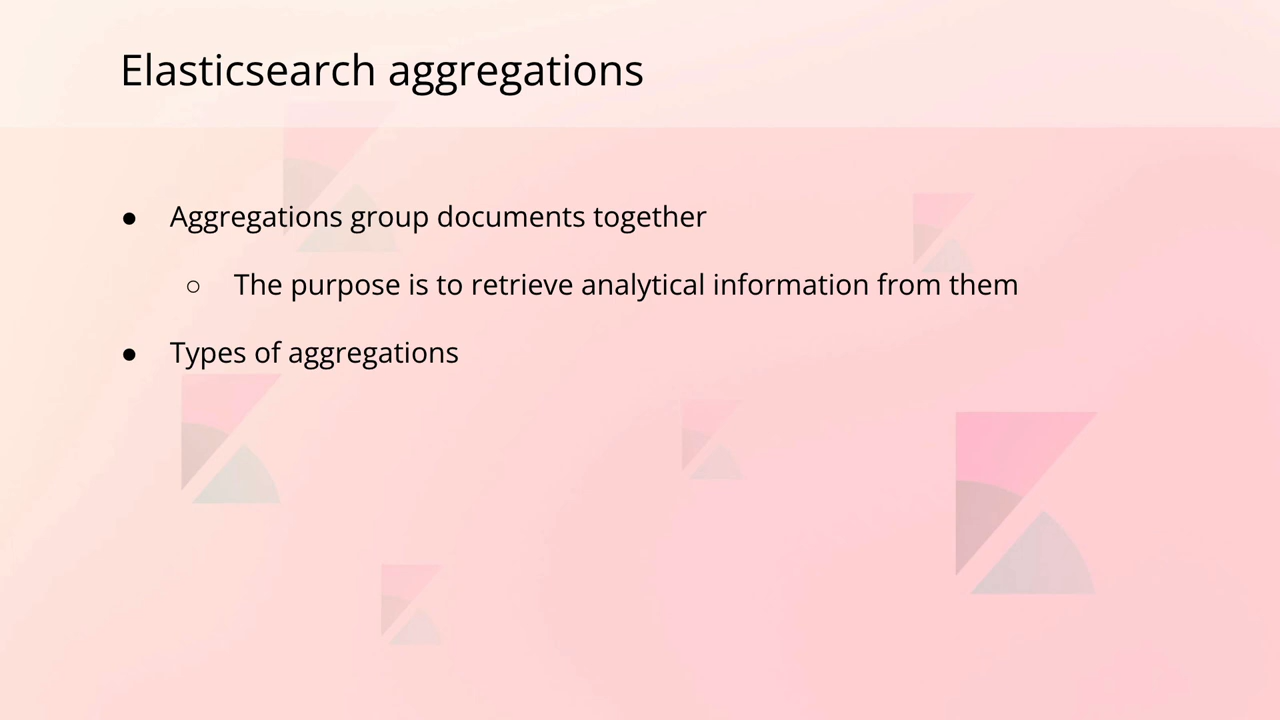 Elasticsearch aggregations
● Aggregations group documents together
○ The purpose is to retrieve analytical information from them
● Types of aggregations